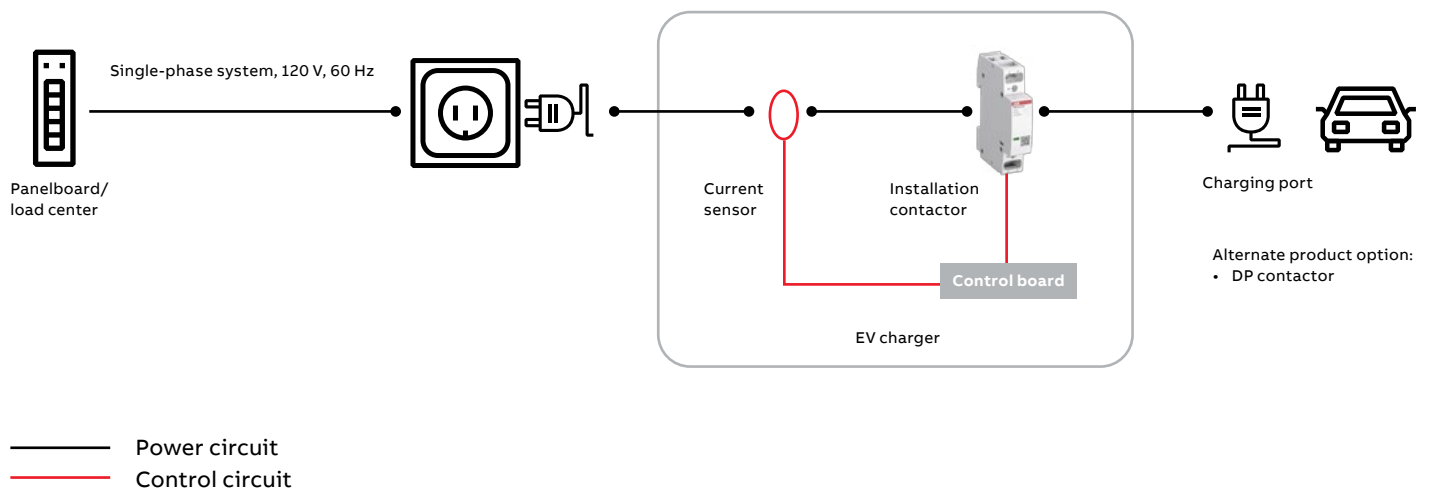 Single-phase system, 120 V, 60 Hz
Panelboard/
load center
Current
sensor
Installation
contactor
Charging port
Control board
Alternate product option:
• DP contactor
EV charger
Power circuit
Control circuit